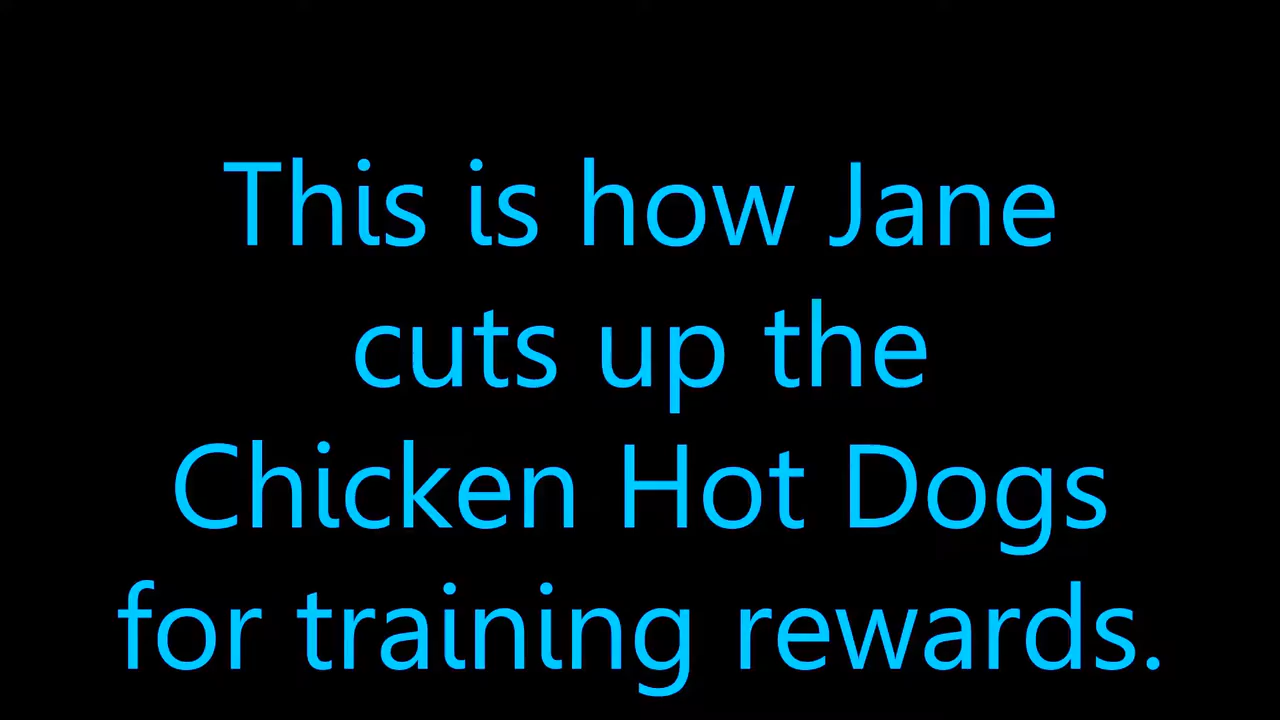 This is how Jane
cuts up the
Chicken Hot Dogs
for training rewards.